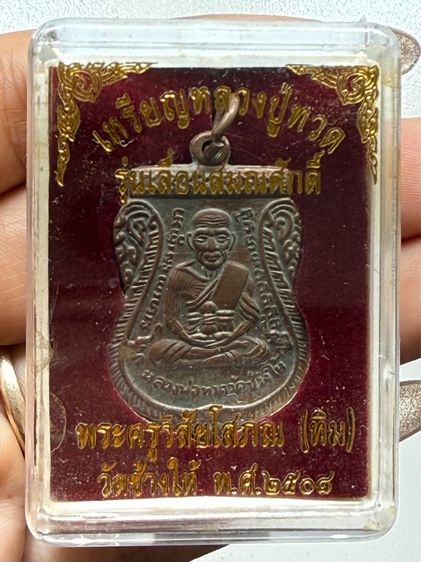 เหรียญหลวงปู่ทวด
รุ่นเลื่อนสมณศักดิ์
พระครูวิสัยโสภณ (ทิม)
วัดช้างให้ พ.ศ.๒๕๐๘